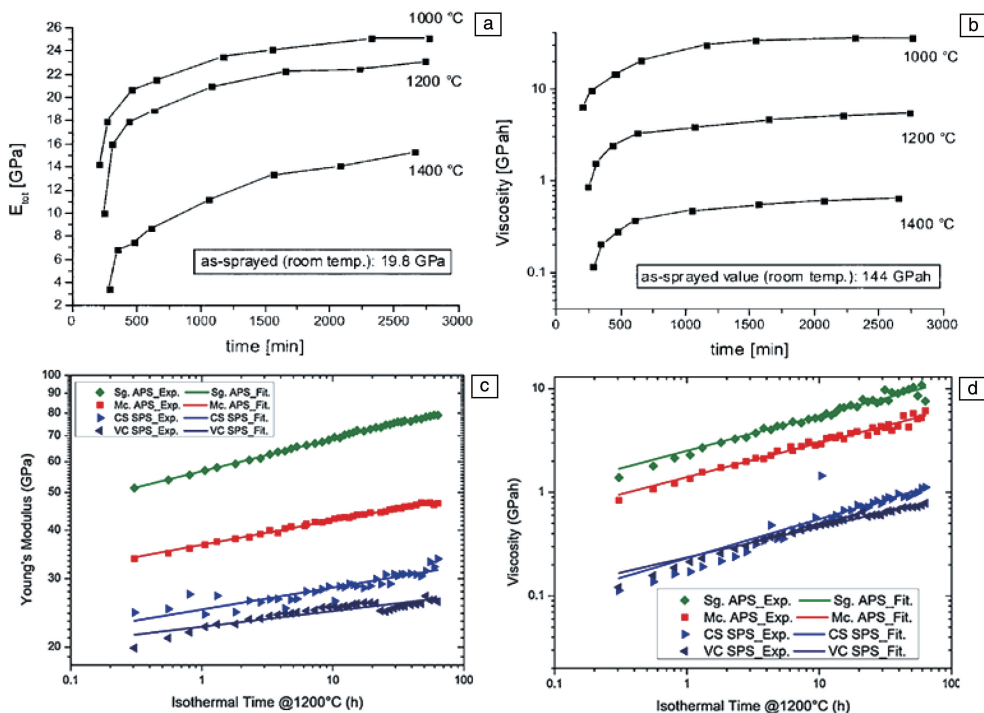 a
26
24
22
20
18
16
14
12
10
8
6
4
2
E_tot [GPa]
1000 °C
1200 °C
1400 °C
as-sprayed (room temp.): 19.8 GPa
0 500 1000 1500 2000 2500 3000
time [min]
b
10
1
0.1
Viscosity [GPah]
1000 °C
1200 °C
1400 °C
as-sprayed value (room temp.): 144 GPah
0 500 1000 1500 2000 2500 3000
time [min]
c
100
90
80
70
60
50
40
30
20
Young's Modulus (GPa)
Sg. APS_Exp. Sg. APS_Fit.
Mc. APS_Exp. Mc. APS_Fit.
CS SPS_Exp. CS SPS_Fit.
VC SPS_Exp. VC SPS_Fit.
0.1 1 10 100
Isothermal Time @1200°C (h)
d
10
1
0.1
Viscosity (GPah)
Sg. APS_Exp. Sg. APS_Fit.
Mc. APS_Exp. Mc. APS_Fit.
CS SPS_Exp. CS SPS_Fit.
VC SPS_Exp. VC SPS_Fit.
0.1 1 10 100
Isothermal Time @1200°C (h)